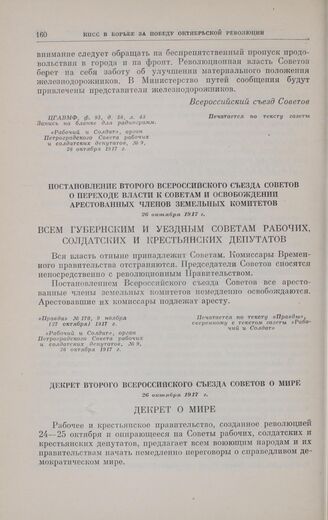 160 КПСС В БОРЬБЕ ЗА ПОБЕДУ ОКТЯБРЬСКОЙ РЕВОЛЮЦИИ
внимание следует обращать на беспрепятственный пропуск продо-
вольствия в города и на фронт. Революционная власть Советов
берет на себя заботу об улучшении материального положения
железнодорожников. В Министерство путей сообщения будут
привлечены представители железнодорожников.
Всероссийский съезд Советов
ЦГАВМФ, ф. 93, д. 58, л. 43
Запись на бланке для радиограмм.
Печатается по тексту газеты
«Рабочий и Солдат», орган
Петроградского Совета рабочих
и солдатских депутатов, № 9,
26 октября 1917 г.
ПОСТАНОВЛЕНИЕ ВТОРОГО ВСЕРОССИЙСКОГО СЪЕЗДА СОВЕТОВ
О ПЕРЕХОДЕ ВЛАСТИ К СОВЕТАМ И ОСВОБОЖДЕНИИ
АРЕСТОВАННЫХ ЧЛЕНОВ ЗЕМЕЛЬНЫХ КОМИТЕТОВ
26 октября 1917 г.
ВСЕМ ГУБЕРНСКИМ И УЕЗДНЫМ СОВЕТАМ РАБОЧИХ,
СОЛДАТСКИХ И КРЕСТЬЯНСКИХ ДЕПУТАТОВ
Вся власть отныне принадлежит Советам. Комиссары Времен-
ного правительства отстраняются. Председатели Советов сносятся
непосредственно с революционным Правительством.
Постановлением Всероссийского съезда Советов все аресто-
ванные члены земельных комитетов немедленно освобождаются.
Арестовавшие их комиссары подлежат аресту.
«Правда» № 170, 9 ноября
(27 октября) 1917 г.
Печатается по тексту «Правды»,
сверенному с текстом газеты «Рабо-
чий и Солдат»
«Рабочий и Солдат», орган
Петроградского Совета рабочих
и солдатских депутатов, № 9,
26 октября 1917 г.
ДЕКРЕТ ВТОРОГО ВСЕРОССИЙСКОГО СЪЕЗДА СОВЕТОВ О МИРЕ
26 октября 1917 г.
ДЕКРЕТ О МИРЕ
Рабочее и крестьянское правительство, созданное революцией
24—25 октября и опирающееся на Советы рабочих, солдатских и
крестьянских депутатов, предлагает всем воюющим народам и их
правительствам начать немедленно переговоры о справедливом де-
мократическом мире.